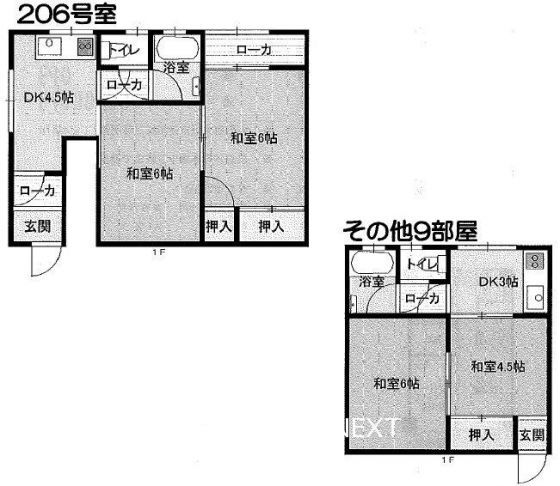 206号室
トイレ
浴室
ローカ
ローカ
DK4.5帖
和室6帖
和室6帖
ローカ
玄関
押入
押入
1F
その他9部屋
浴室
トイレ
ローカ
DK3帖
和室6帖
和室4.5帖
押入
玄関
NEXT
1F